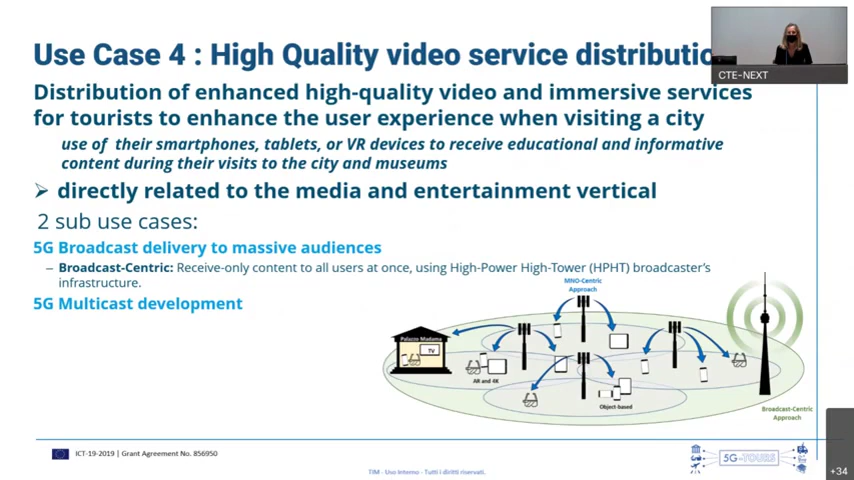 Use Case 4 : High Quality video service distributio
CTE-NEXT
Distribution of enhanced high-quality video and immersive services
for tourists to enhance the user experience when visiting a city
use of their smartphones, tablets, or VR devices to receive educational and informative
content during their visits to the city and museums
➢ directly related to the media and entertainment vertical
2 sub use cases:
5G Broadcast delivery to massive audiences
– Broadcast-Centric: Receive-only content to all users at once, using High-Power High-Tower (HPHT) broadcaster's
infrastructure.
5G Multicast development
MNO-Centric
Approach
Palazzo Madama
TV
AR and 4K
Object-based
Broadcast-Centric
Approach
ICT-19-2019 | Grant Agreement No. 856950
5G-TOURS
TIM - Uso Interno - Tutti i diritti riservati.
+34